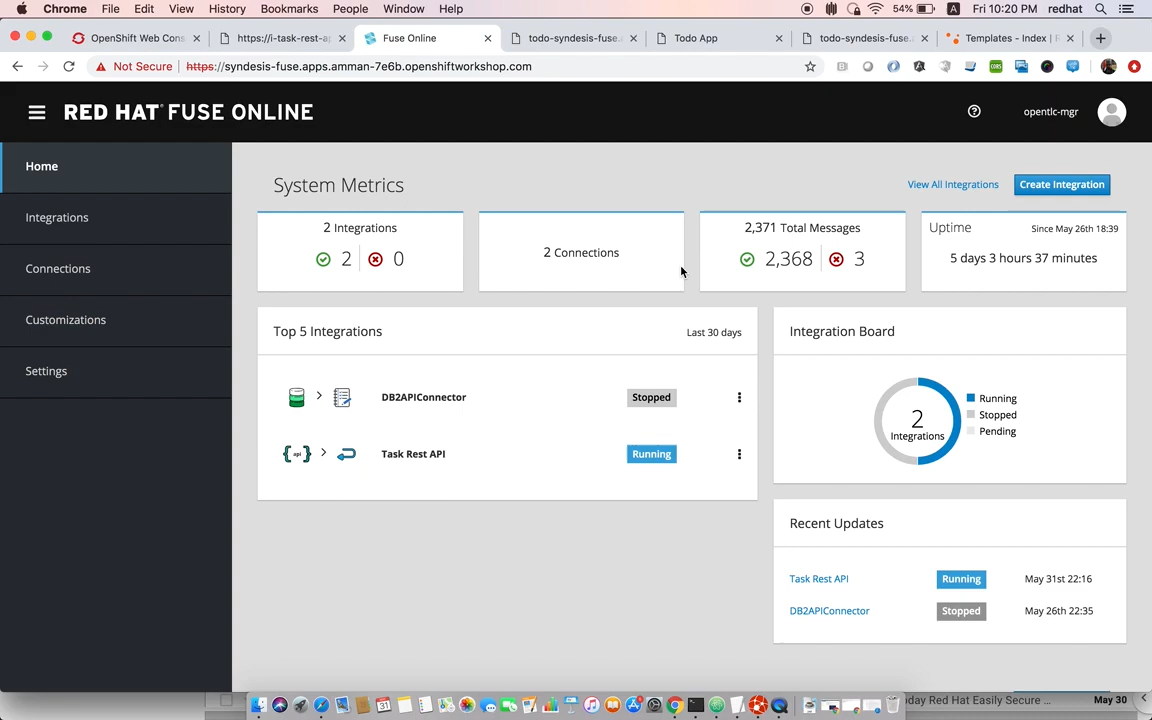 Chrome File Edit View History Bookmarks People Window Help 54% A Fri 10:20 PM redhat
OpenShift Web Cons × https://i-task-rest-ap × Fuse Online × todo-syndesis-fuse. × Todo App × todo-syndesis-fuse.a × Templates - Index | R ×
Not Secure https://syndesis-fuse.apps.amman-7e6b.openshiftworkshop.com
RED HAT® FUSE ONLINE opentlc-mgr
Home
Integrations
Connections
Customizations
Settings
System Metrics View All Integrations Create Integration
2 Integrations
2 0
2 Connections
2,371 Total Messages
2,368 3
Uptime Since May 26th 18:39
5 days 3 hours 37 minutes
Top 5 Integrations Last 30 days
DB2APIConnector Stopped
{api} Task Rest API Running
Integration Board
2
Integrations
Running
Stopped
Pending
Recent Updates
Task Rest API Running May 31st 22:16
DB2APIConnector Stopped May 26th 22:35
oday Red Hat Easily Secure ... May 30